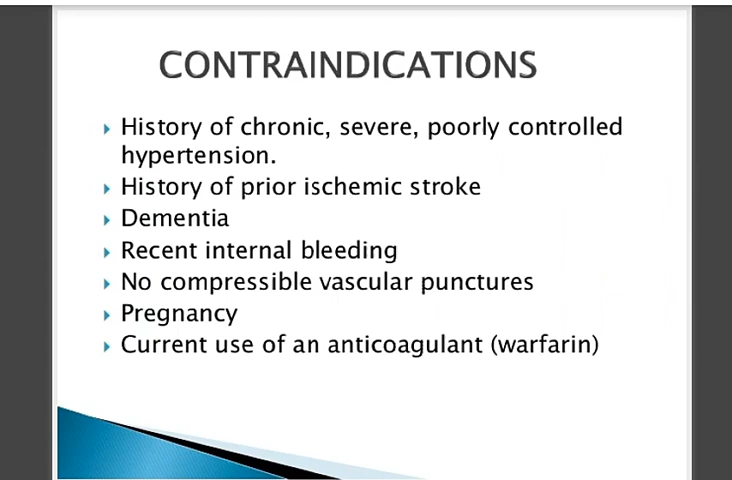 CONTRAINDICATIONS
History of chronic, severe, poorly controlled
hypertension.
History of prior ischemic stroke
Dementia
Recent internal bleeding
No compressible vascular punctures
Pregnancy
Current use of an anticoagulant (warfarin)